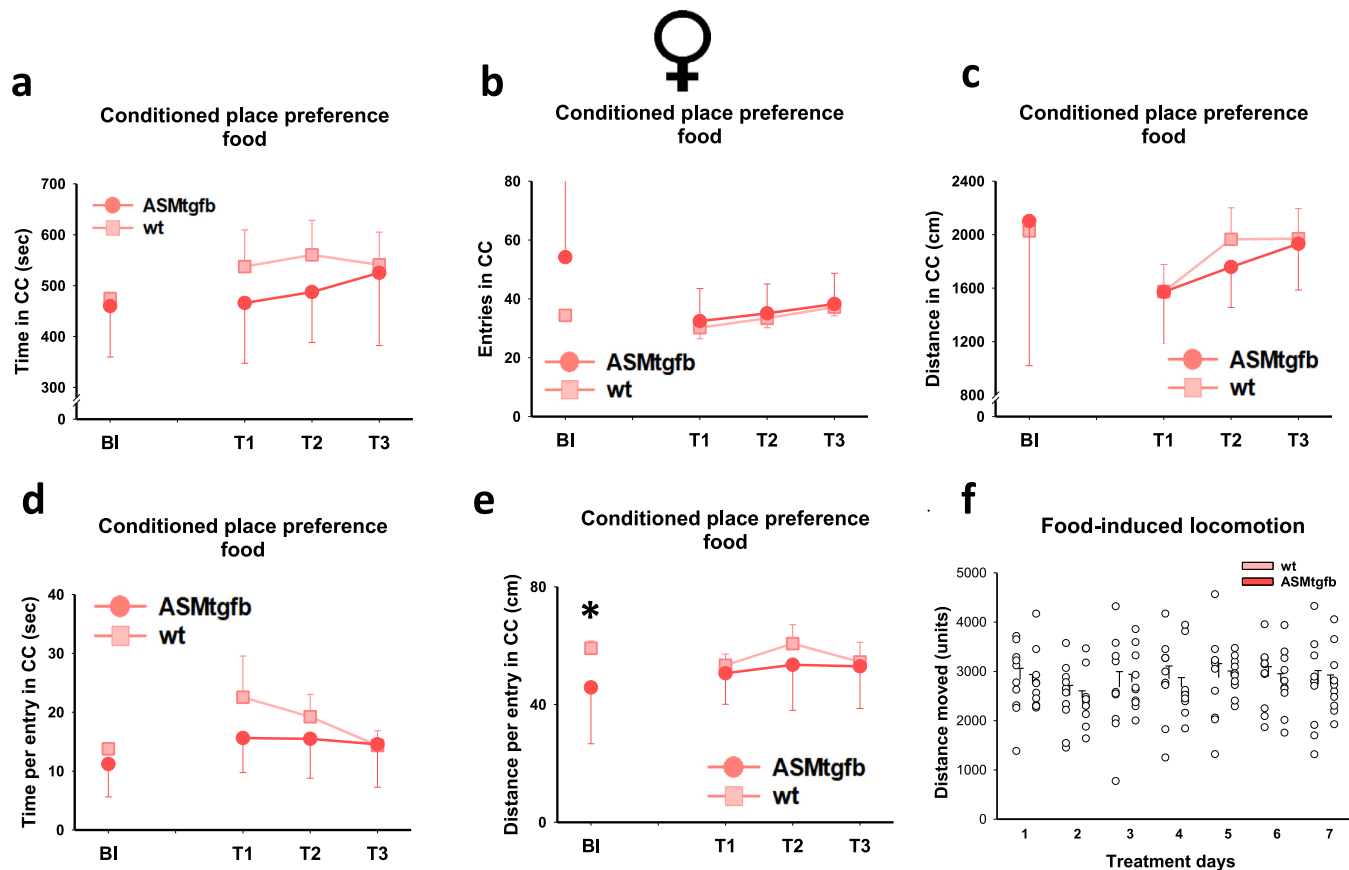 a
Conditioned place preference
food
Time in CC (sec)
700
600
500
400
300
0
ASMtgfb
wt
BI
T1
T2
T3
b
Conditioned place preference
food
Entries in CC
80
60
40
20
0
ASMtgfb
wt
BI
T1
T2
T3
c
Conditioned place preference
food
Distance in CC (cm)
2400
2000
1600
1200
800
0
ASMtgfb
wt
BI
T1
T2
T3
d
Conditioned place preference
food
Time per entry in CC (sec)
40
30
20
10
0
ASMtgfb
wt
BI
T1
T2
T3
e
Conditioned place preference
food
Distance per entry in CC (cm)
80
40
0
*
ASMtgfb
wt
BI
T1
T2
T3
f
Food-induced locomotion
wt
ASMtgfb
Distance moved (units)
5000
4000
3000
2000
1000
0
1
2
3
4
5
6
7
Treatment days